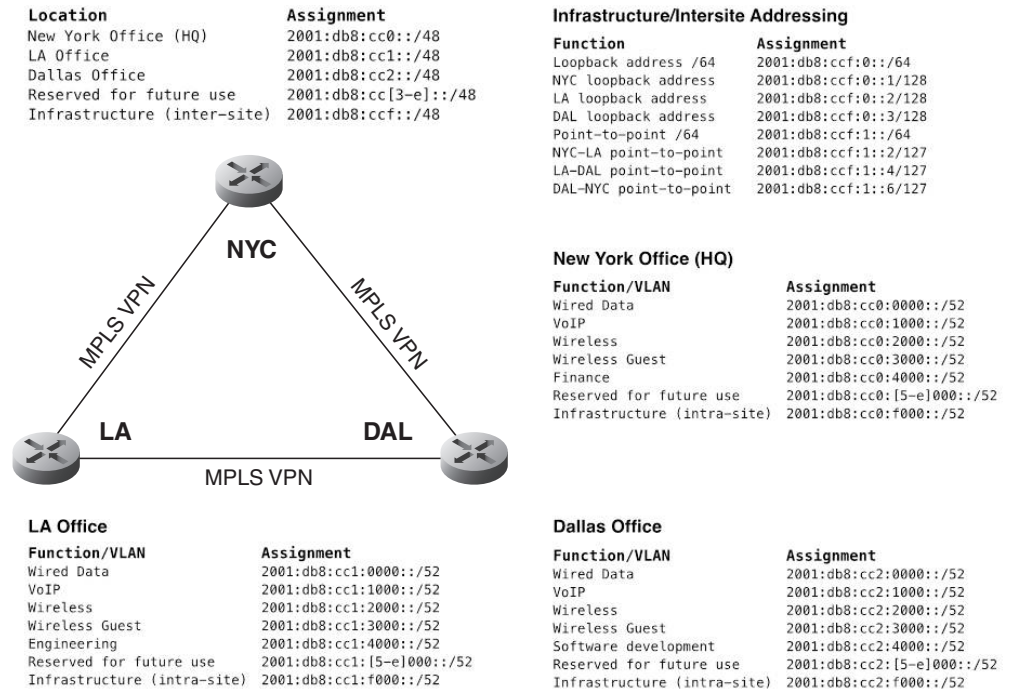 Location Assignment
New York Office (HQ) 2001:db8:cc0::/48
LA Office 2001:db8:cc1::/48
Dallas Office 2001:db8:cc2::/48
Reserved for future use 2001:db8:cc[3-e]::/48
Infrastructure (inter-site) 2001:db8:ccf::/48
Infrastructure/Intersite Addressing
Function Assignment
Loopback address /64 2001:db8:ccf:0::/64
NYC loopback address 2001:db8:ccf:0::1/128
LA loopback address 2001:db8:ccf:0::2/128
DAL loopback address 2001:db8:ccf:0::3/128
Point-to-point /64 2001:db8:ccf:1::/64
NYC-LA point-to-point 2001:db8:ccf:1::2/127
LA-DAL point-to-point 2001:db8:ccf:1::4/127
DAL-NYC point-to-point 2001:db8:ccf:1::6/127
NYC
MPLS VPN
MPLS VPN
LA
DAL
MPLS VPN
New York Office (HQ)
Function/VLAN Assignment
Wired Data 2001:db8:cc0:0000::/52
VoIP 2001:db8:cc0:1000::/52
Wireless 2001:db8:cc0:2000::/52
Wireless Guest 2001:db8:cc0:3000::/52
Finance 2001:db8:cc0:4000::/52
Reserved for future use 2001:db8:cc0:[5-e]000::/52
Infrastructure (intra-site) 2001:db8:cc0:f000::/52
LA Office
Function/VLAN Assignment
Wired Data 2001:db8:cc1:0000::/52
VoIP 2001:db8:cc1:1000::/52
Wireless 2001:db8:cc1:2000::/52
Wireless Guest 2001:db8:cc1:3000::/52
Engineering 2001:db8:cc1:4000::/52
Reserved for future use 2001:db8:cc1:[5-e]000::/52
Infrastructure (intra-site) 2001:db8:cc1:f000::/52
Dallas Office
Function/VLAN Assignment
Wired Data 2001:db8:cc2:0000::/52
VoIP 2001:db8:cc2:1000::/52
Wireless 2001:db8:cc2:2000::/52
Wireless Guest 2001:db8:cc2:3000::/52
Software development 2001:db8:cc2:4000::/52
Reserved for future use 2001:db8:cc2:[5-e]000::/52
Infrastructure (intra-site) 2001:db8:cc2:f000::/52